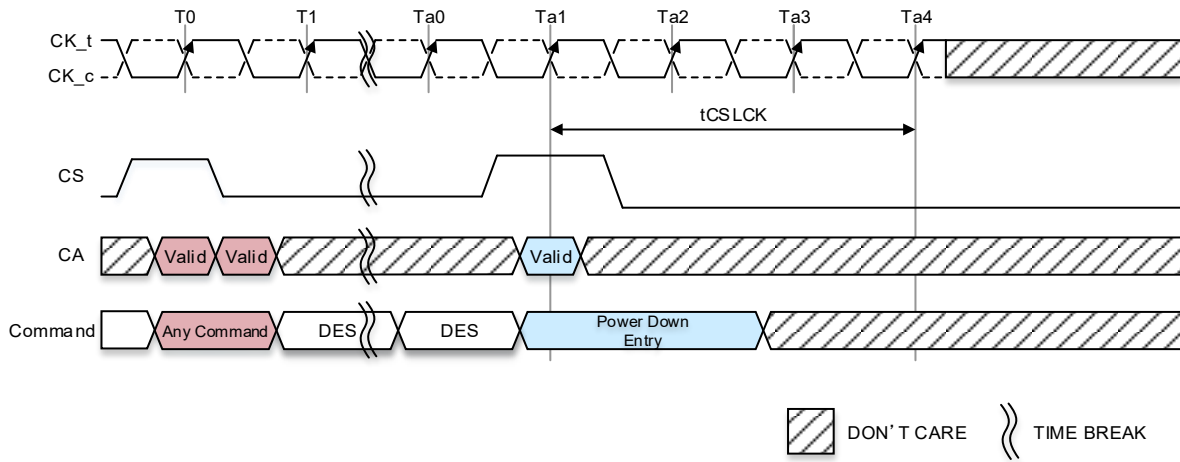 T0 T1 Ta0 Ta1 Ta2 Ta3 Ta4
CK_t
CK_c
tCSLCK
CS
CA Valid Valid Valid
Command Any Command DES DES Power Down
Entry
DON'T CARE TIME BREAK